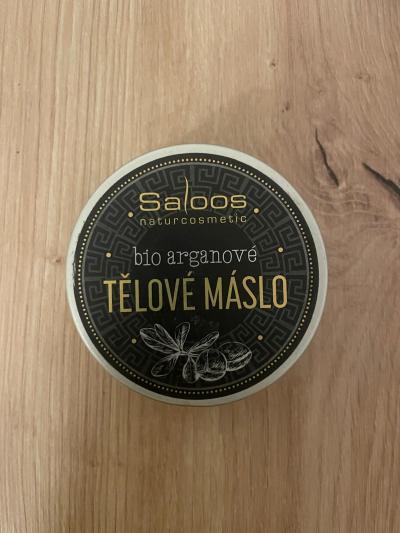 Saloos
naturcosmetic
bio arganové
TĚLOVÉ MÁSLO